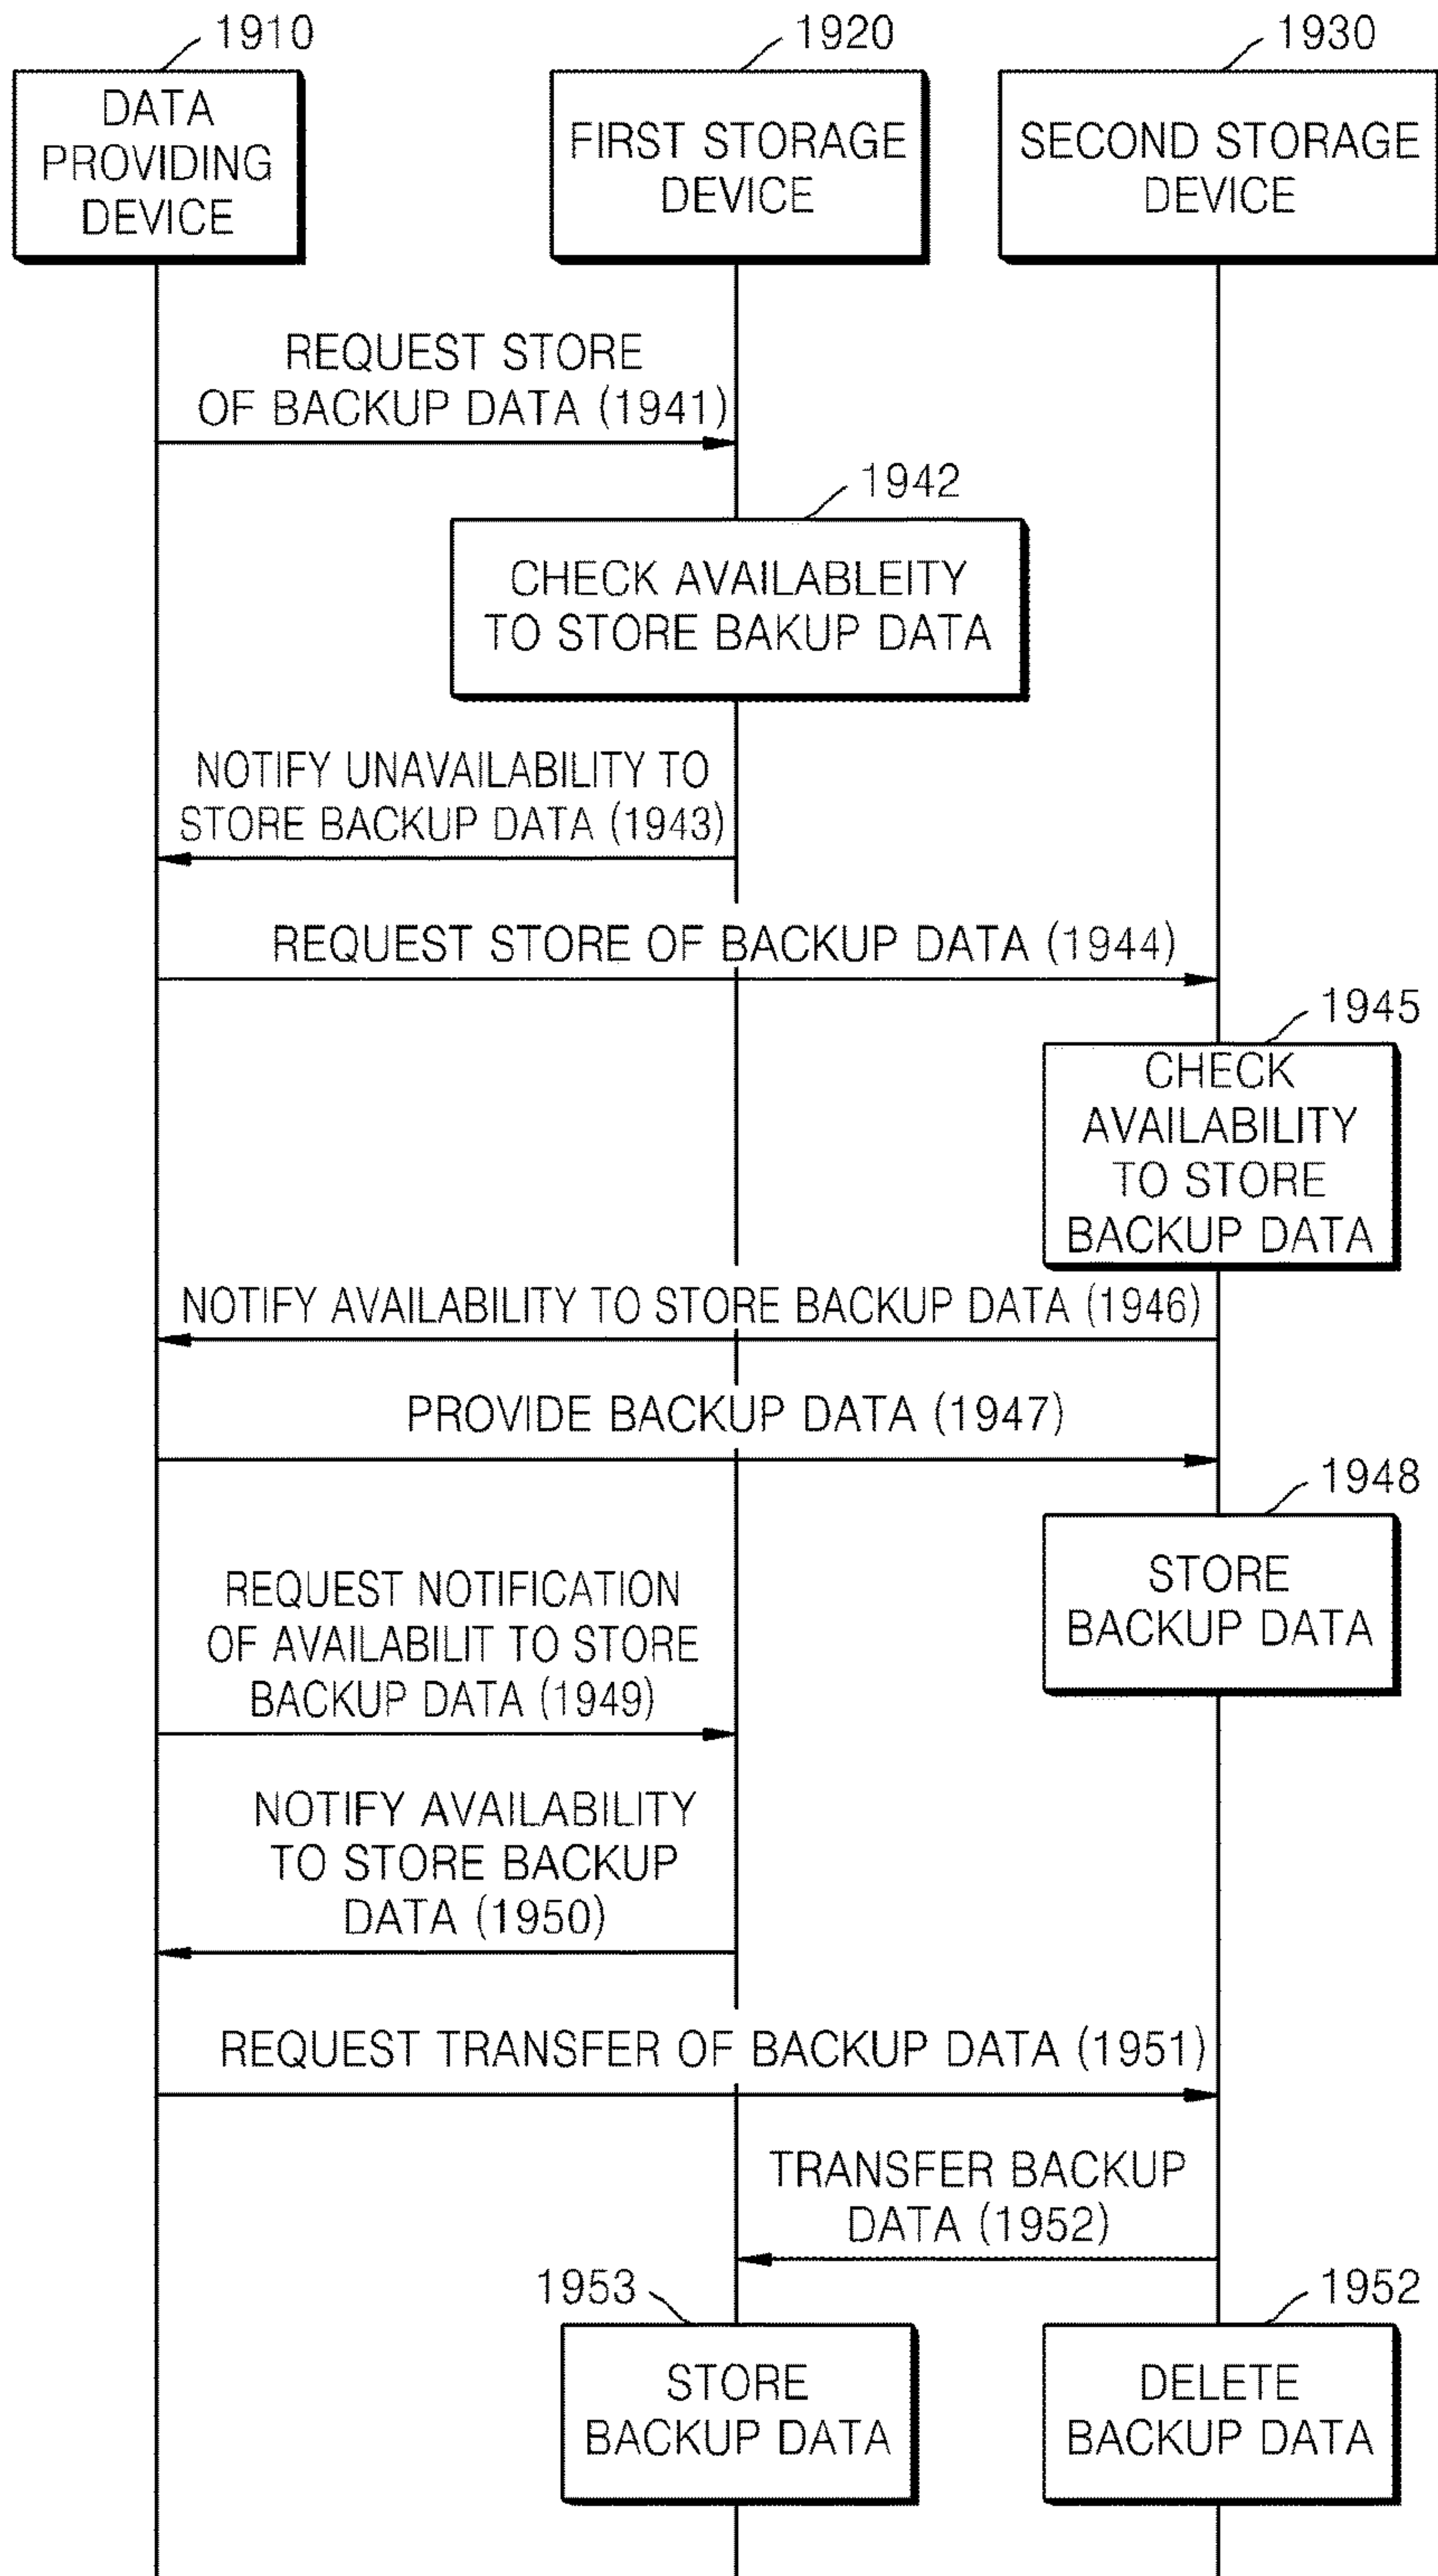 1910
1920
1930
DATA
PROVIDING
DEVICE
FIRST STORAGE
DEVICE
SECOND STORAGE
DEVICE
REQUEST STORE
OF BACKUP DATA (1941)
1942
CHECK AVAILABLEITY
TO STORE BAKUP DATA
NOTIFY UNAVAILABILITY TO
STORE BACKUP DATA (1943)
REQUEST STORE OF BACKUP DATA (1944)
1945
CHECK
AVAILABILITY
TO STORE
BACKUP DATA
NOTIFY AVAILABILITY TO STORE BACKUP DATA (1946)
PROVIDE BACKUP DATA (1947)
1948
STORE
BACKUP DATA
REQUEST NOTIFICATION
OF AVAILABILIT TO STORE
BACKUP DATA (1949)
NOTIFY AVAILABILITY
TO STORE BACKUP
DATA (1950)
REQUEST TRANSFER OF BACKUP DATA (1951)
TRANSFER BACKUP
DATA (1952)
1953
STORE
BACKUP DATA
1952
DELETE
BACKUP DATA